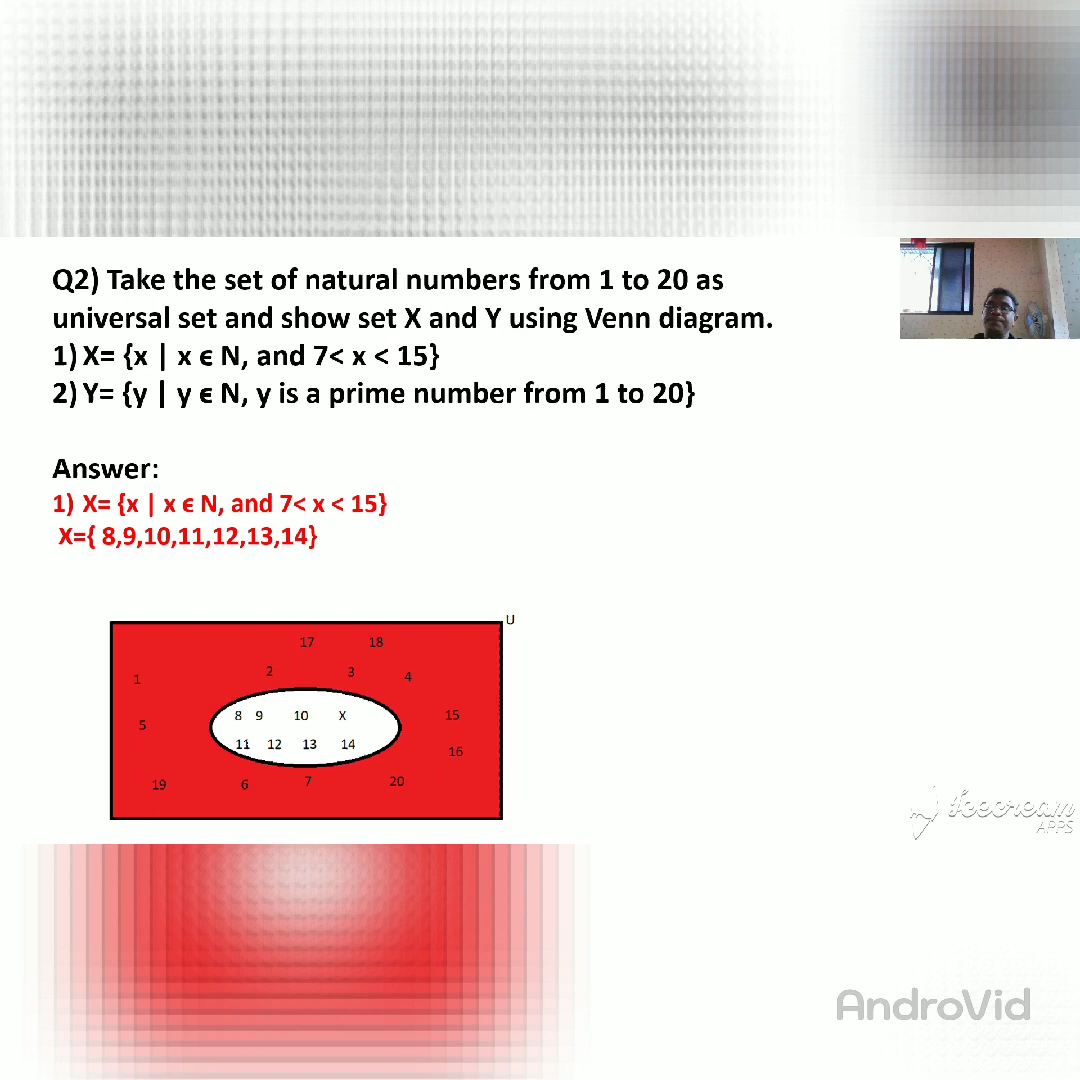 Q2) Take the set of natural numbers from 1 to 20 as
universal set and show set X and Y using Venn diagram.
1) X= {x | x ϵ N, and 7< x < 15}
2) Y= {y | y ϵ N, y is a prime number from 1 to 20}
Answer:
1) X= {x | x ϵ N, and 7< x < 15}
X={ 8,9,10,11,12,13,14}
U
17 18
2 3 4
1
8 9 10 X 15
5
11 12 13 14 16
19 6 7 20
Icecream
APPS
AndroVid